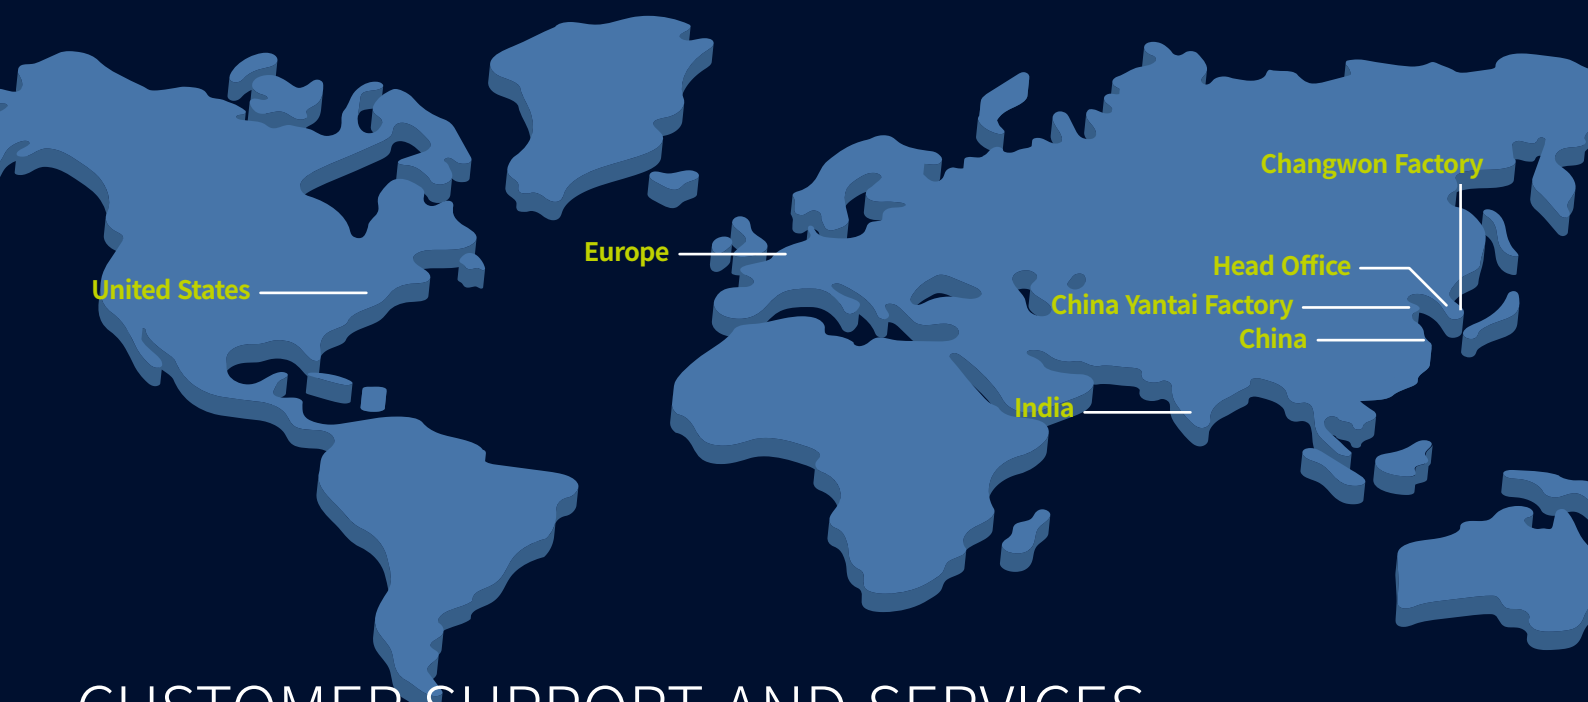 Changwon Factory
Europe
Head Office
United States
China Yantai Factory
China
India
CUSTOMER SUPPORT AND SERVICES